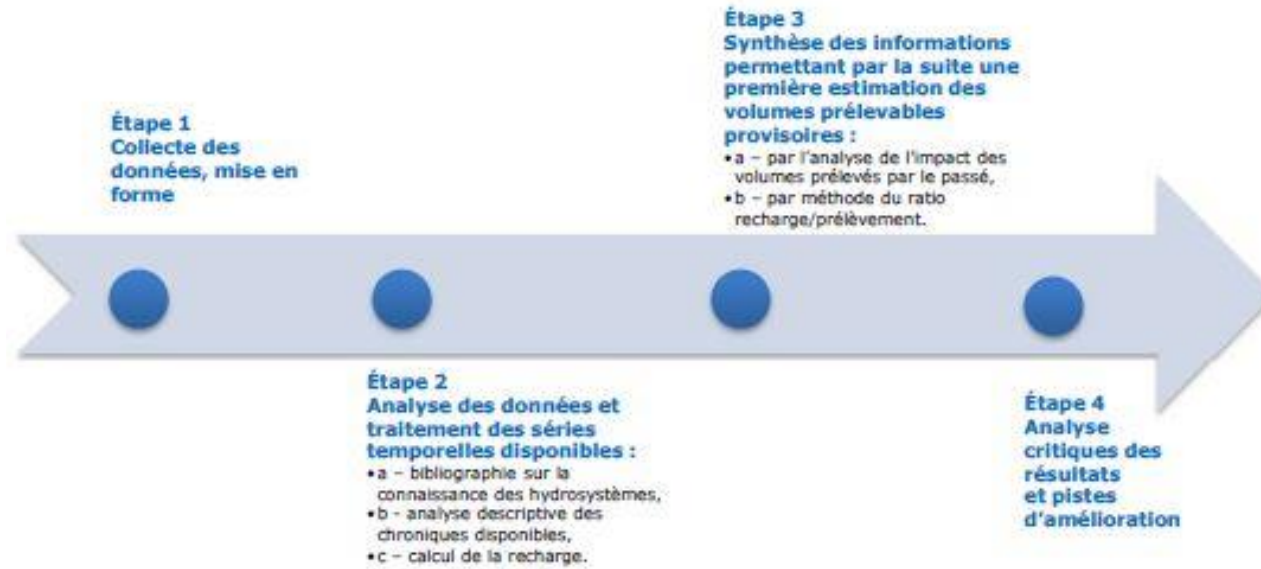 Étape 1
Collecte des
données, mise en
forme
Étape 2
Analyse des données et
traitement des séries
temporelles disponibles :
•a – bibliographie sur la
connaissance des hydrosystèmes,
•b - analyse descriptive des
chroniques disponibles,
•c – calcul de la recharge.
Étape 3
Synthèse des informations
permettant par la suite une
première estimation des
volumes prélevables
provisoires :
•a – par l'analyse de l'impact des
volumes prélevés par le passé,
•b – par méthode du ratio
recharge/prélèvement.
Étape 4
Analyse
critiques des
résultats
et pistes
d'amélioration